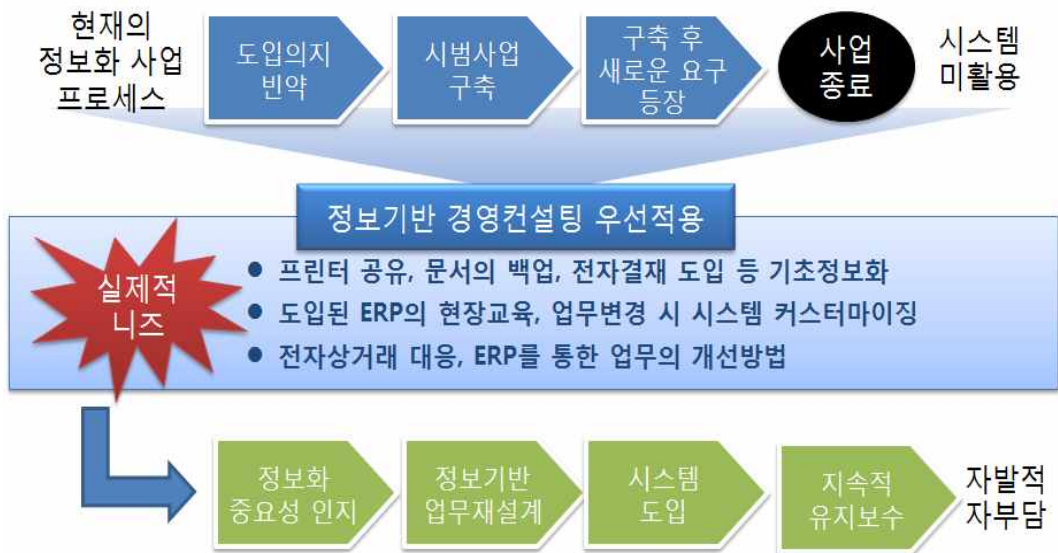 현재의
정보화 사업
프로세스
도입의지
빈약
시범사업
구축
구축 후
새로운 요구
등장
사업
종료
시스템
미활용
정보기반 경영컨설팅 우선적용
실제적
니즈
● 프린터 공유, 문서의 백업, 전자결재 도입 등 기초정보화
● 도입된 ERP의 현장교육, 업무변경 시 시스템 커스터마이징
● 전자상거래 대응, ERP를 통한 업무의 개선방법
정보화
중요성 인지
정보기반
업무재설계
시스템
도입
지속적
유지보수
자발적
자부담